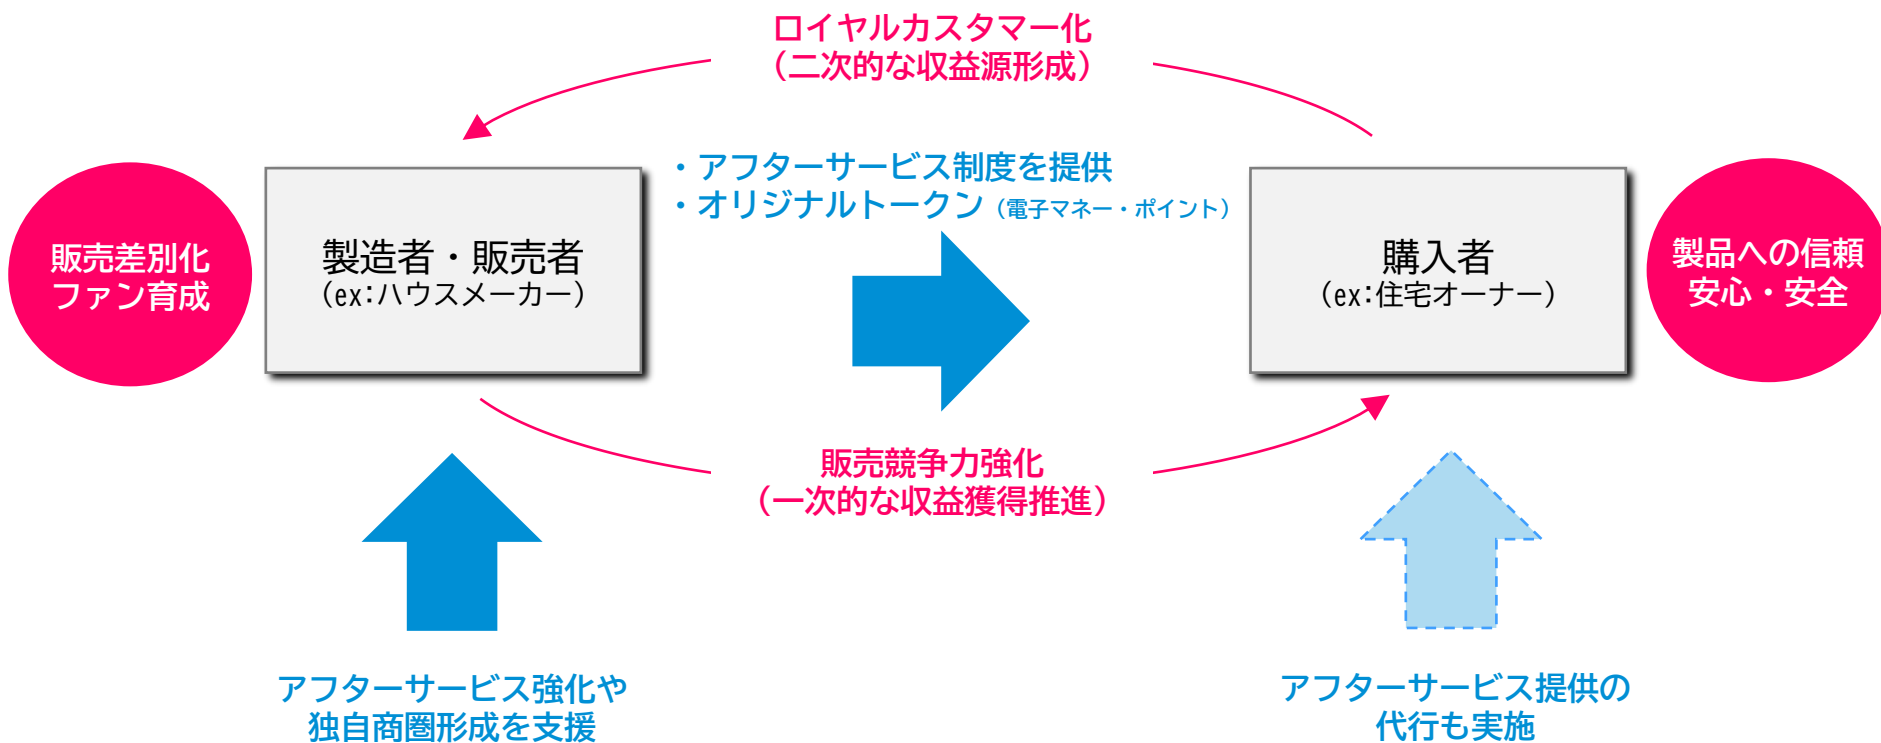 ロイヤルカスタマー化
（二次的な収益源形成）
・アフターサービス制度を提供
・オリジナルトークン（電子マネー・ポイント）
販売差別化
ファン育成
製造者・販売者
（ex:ハウスメーカー）
購入者
（ex:住宅オーナー）
製品への信頼
安心・安全
販売競争力強化
（一次的な収益獲得推進）
アフターサービス強化や
独自商圏形成を支援
アフターサービス提供の
代行も実施